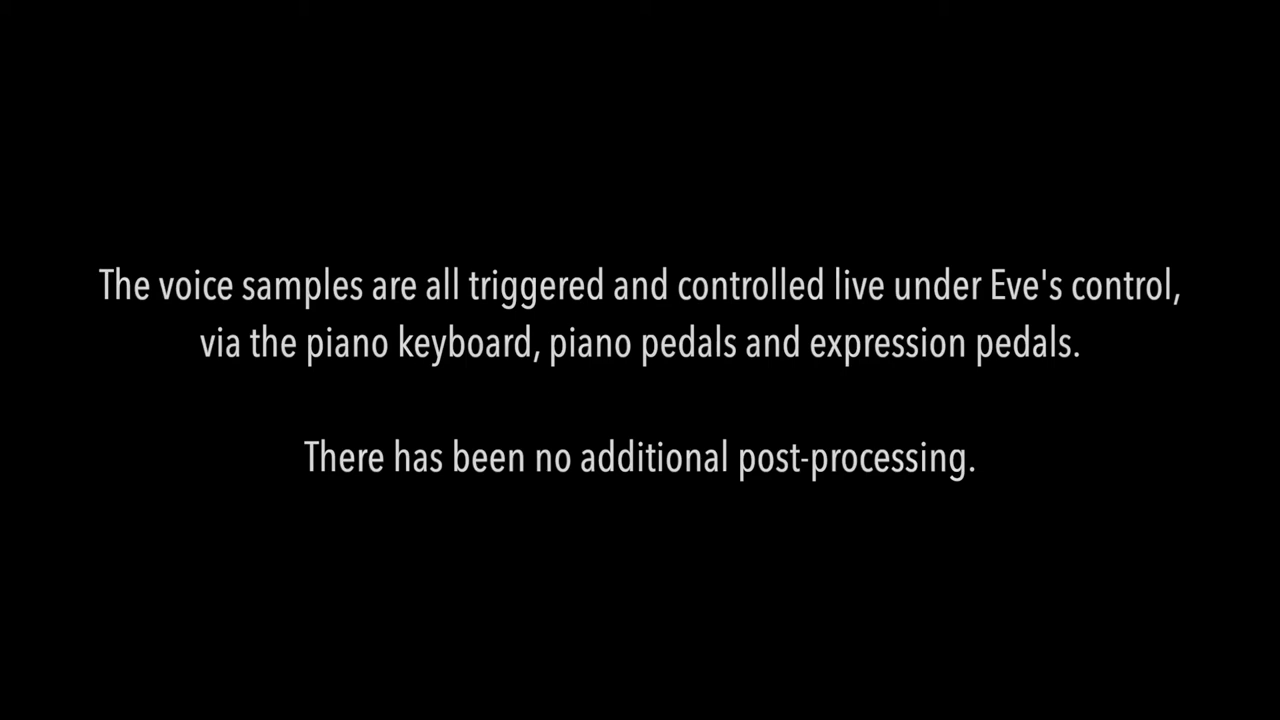 The voice samples are all triggered and controlled live under Eve's control,
via the piano keyboard, piano pedals and expression pedals.
There has been no additional post-processing.